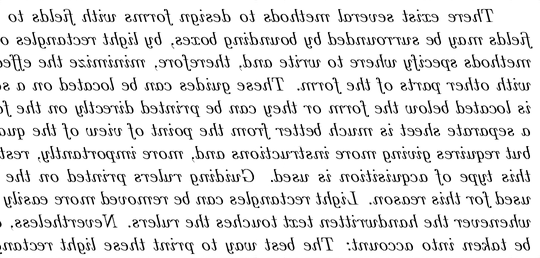 There exist several methods to design forms with fields to
fields may be surrounded by bounding boxes, by light rectangles o
methods specify where to write and, therefore, minimize the effe
with other parts of the form. These guides can be located on a s
is located below the form or they can be printed directly on the f
a separate sheet is much better from the point of view of the qua
but requires giving more instructions and, more importantly, rest
this type of acquisition is used. Guiding rulers printed on the
used for this reason. Light rectangles can be removed more easily
whenever the handwritten text touches the rulers. Nevertheless,
be taken into account: The best way to print these light rectang